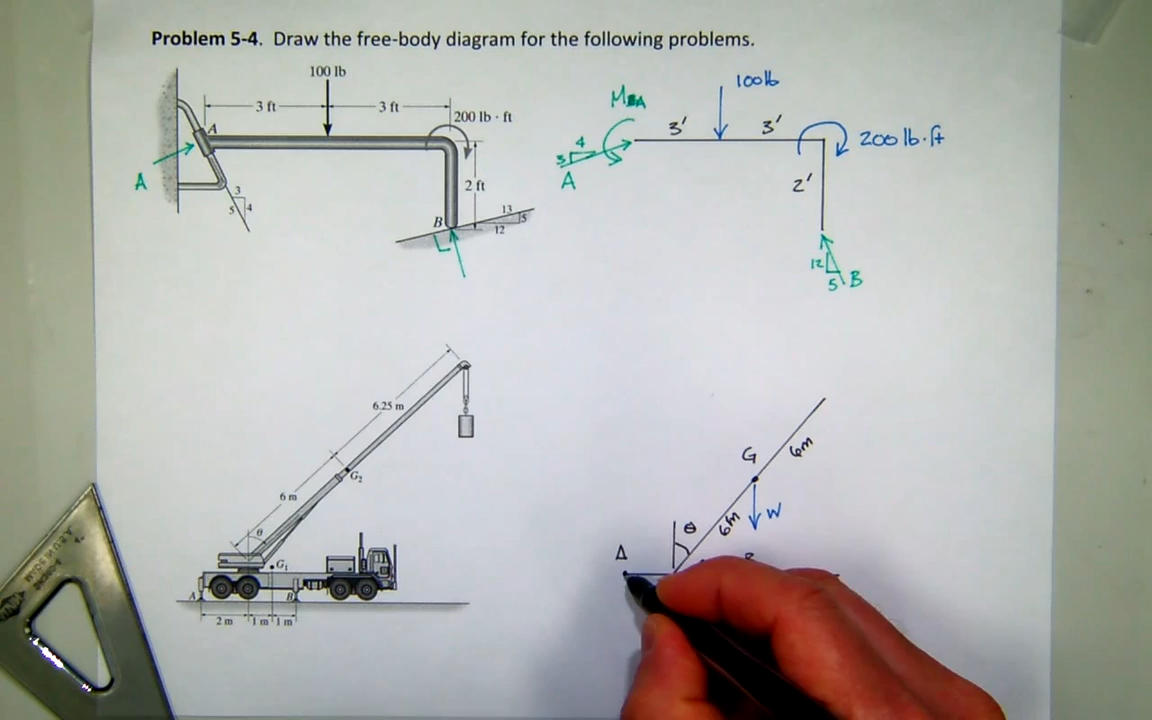 Problem 5-4. Draw the free-body diagram for the following problems.
100 lb
3 ft
3 ft
200 lb · ft
A
A
2 ft
3
4
5
B
13
5
12
MA
100lb
3'
3'
200 lb.ft
4
3
A
2'
12
5
B
6.25 m
G2
6 m
θ
G1
A
B
2 m
1 m
1 m
G
6m
6m
W
θ
A